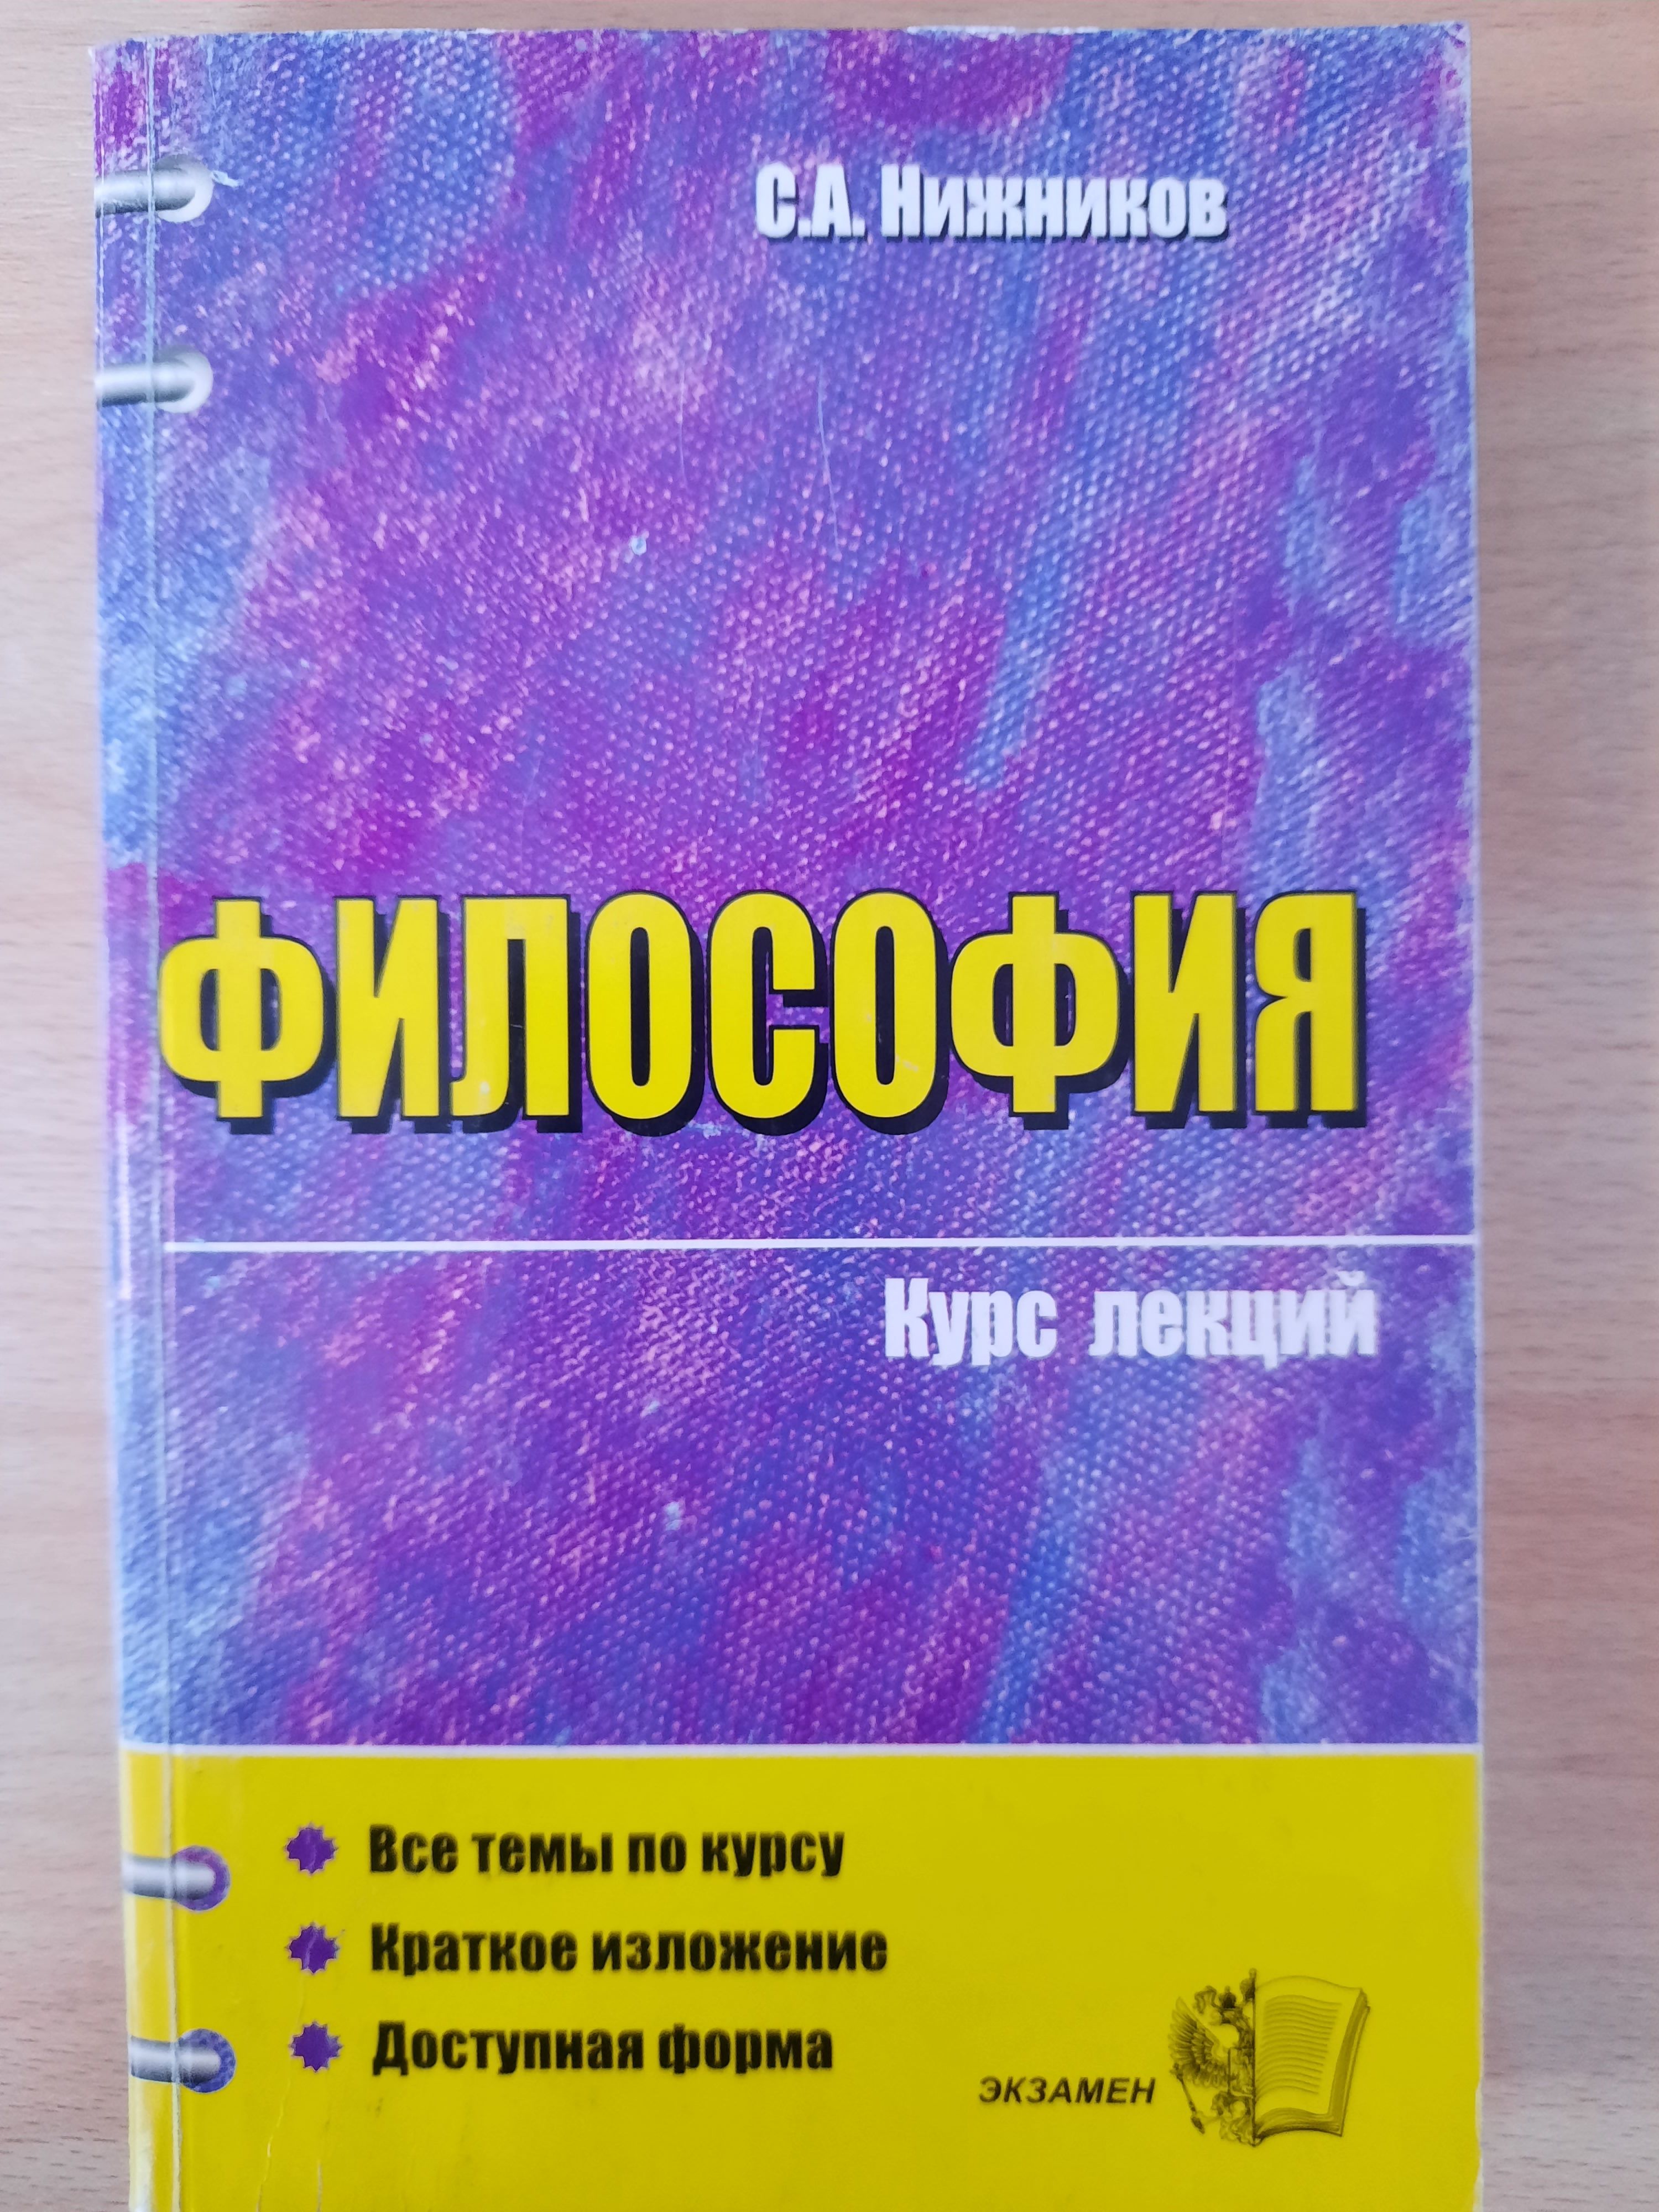 С.А. Нижников
ФИЛОСОФИЯ
Курс лекций
Все темы по курсу
Краткое изложение
Доступная форма
ЭКЗАМЕН